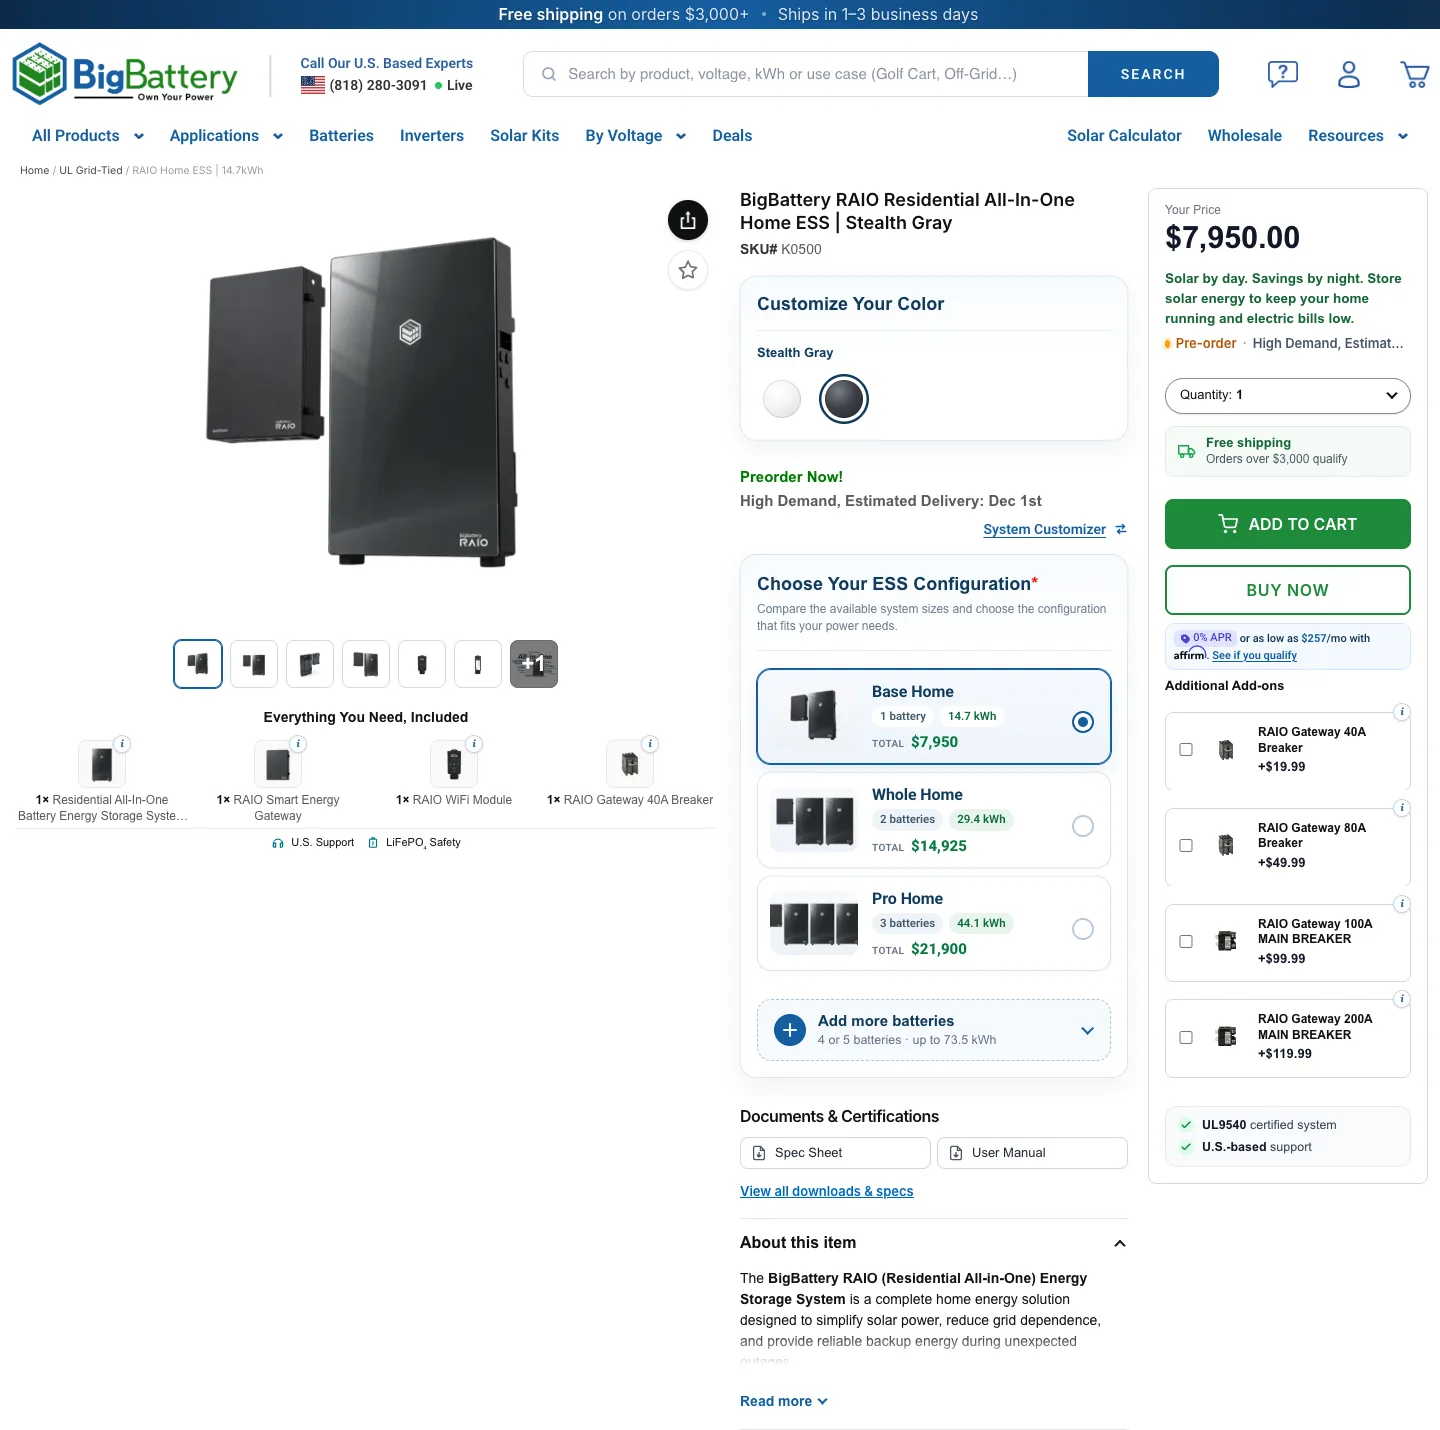 Free shipping on orders $3,000+ • Ships in 1–3 business days
BigBattery
Own Your Power
Call Our U.S. Based Experts
(818) 280-3091 Live
Search by product, voltage, kWh or use case (Golf Cart, Off-Grid…)
SEARCH
All Products
Applications
Batteries
Inverters
Solar Kits
By Voltage
Deals
Solar Calculator
Wholesale
Resources
Home / UL Grid-Tied / RAIO Home ESS | 14.7kWh
BigBattery
RAIO
+1
Everything You Need, Included
1× Residential All-In-One
Battery Energy Storage Syste…
1× RAIO Smart Energy
Gateway
1× RAIO WiFi Module
1× RAIO Gateway 40A Breaker
U.S. Support
LiFePO4 Safety
BigBattery RAIO Residential All-In-One
Home ESS | Stealth Gray
SKU# K0500
Customize Your Color
Stealth Gray
Preorder Now!
High Demand, Estimated Delivery: Dec 1st
System Customizer
Choose Your ESS Configuration*
Compare the available system sizes and choose the configuration
that fits your power needs.
Base Home
1 battery 14.7 kWh
TOTAL $7,950
Whole Home
2 batteries 29.4 kWh
TOTAL $14,925
Pro Home
3 batteries 44.1 kWh
TOTAL $21,900
Add more batteries
4 or 5 batteries · up to 73.5 kWh
Documents & Certifications
Spec Sheet
User Manual
View all downloads & specs
About this item
The BigBattery RAIO (Residential All-in-One) Energy
Storage System is a complete home energy solution
designed to simplify solar power, reduce grid dependence,
and provide reliable backup energy during unexpected
outages.
Read more
Your Price
$7,950.00
Solar by day. Savings by night. Store
solar energy to keep your home
running and electric bills low.
Pre-order · High Demand, Estimat...
Quantity: 1
Free shipping
Orders over $3,000 qualify
ADD TO CART
BUY NOW
0% APR or as low as $257/mo with
affirm. See if you qualify
Additional Add-ons
RAIO Gateway 40A
Breaker
+$19.99
RAIO Gateway 80A
Breaker
+$49.99
RAIO Gateway 100A
MAIN BREAKER
+$99.99
RAIO Gateway 200A
MAIN BREAKER
+$119.99
UL9540 certified system
U.S.-based support